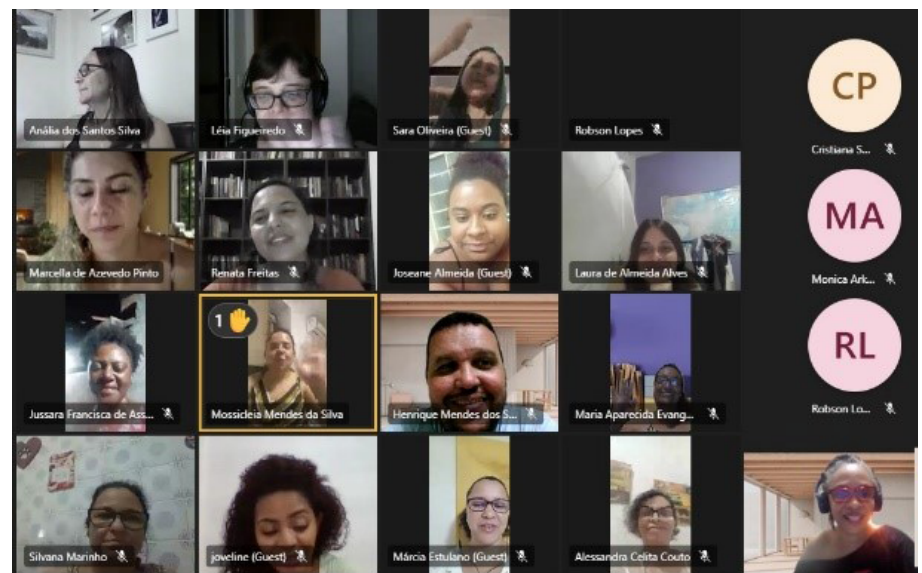 Anália dos Santos Silva
Léia Figueiredo
Sara Oliveira (Guest)
Robson Lopes
CP
Cristiana S...
Marcella de Azevedo Pinto
Renata Freitas
Joseane Almeida (Guest)
Laura de Almeida Alves
MA
Monica Ark...
1
Jussara Francisca de Ass...
Mossicleia Mendes da Silva
Henrique Mendes dos S...
Maria Aparecida Evang...
RL
Robson Lo...
Silvana Marinho
joveline (Guest)
Márcia Estulano (Guest)
Alessandra Celita Couto